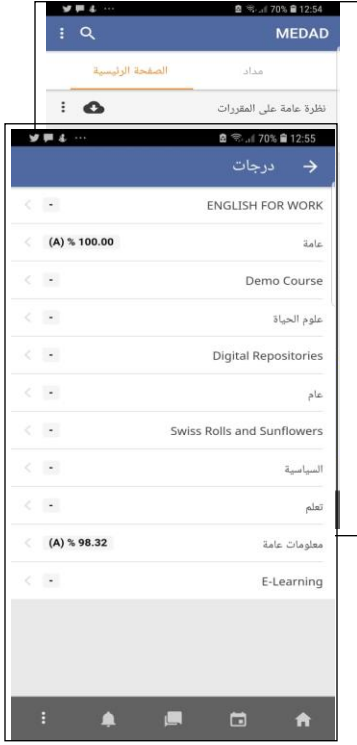 12:54 70%
MEDAD
مداد
الصفحة الرئيسية
نظرة عامة على المقررات
12:55 70%
درجات
ENGLISH FOR WORK -
عامة (A) % 100.00
Demo Course -
علوم الحياة -
Digital Repositories -
عام -
Swiss Rolls and Sunflowers -
السياسية -
تعلم -
معلومات عامة (A) % 98.32
E-Learning -